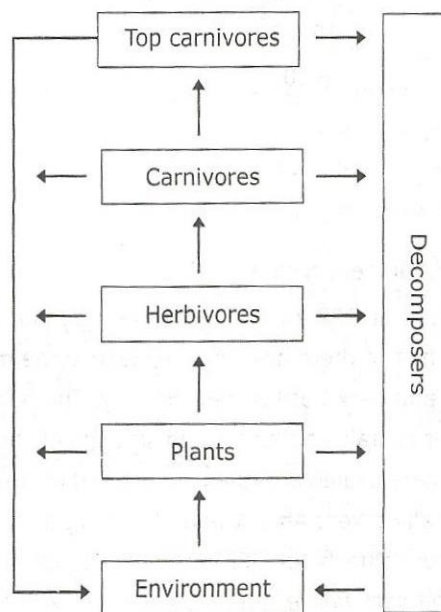 Top carnivores
Carnivores
Herbivores
Plants
Environment
Decomposers